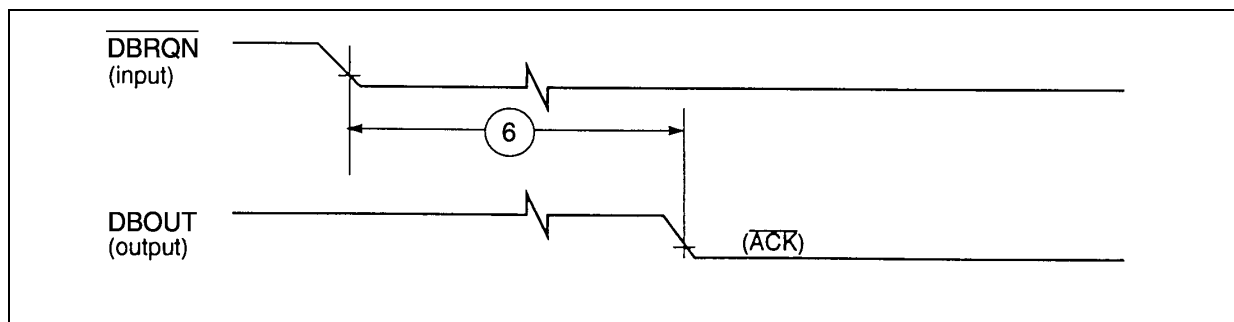 DBRQN
(input)
6
DBOUT
(output)
(ACK)